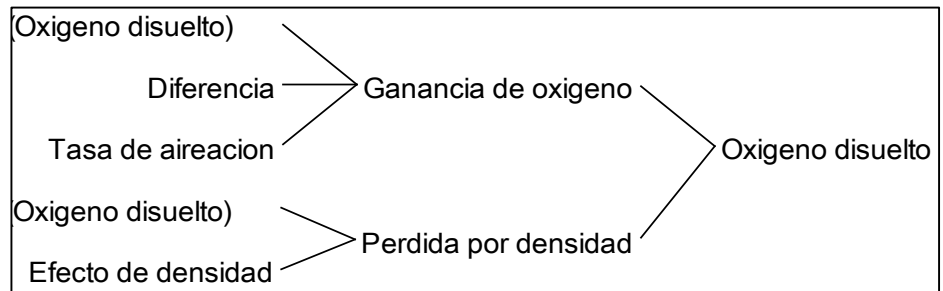 (Oxigeno disuelto)
Diferencia
Ganancia de oxigeno
Tasa de aireacion
Oxigeno disuelto
(Oxigeno disuelto)
Perdida por densidad
Efecto de densidad